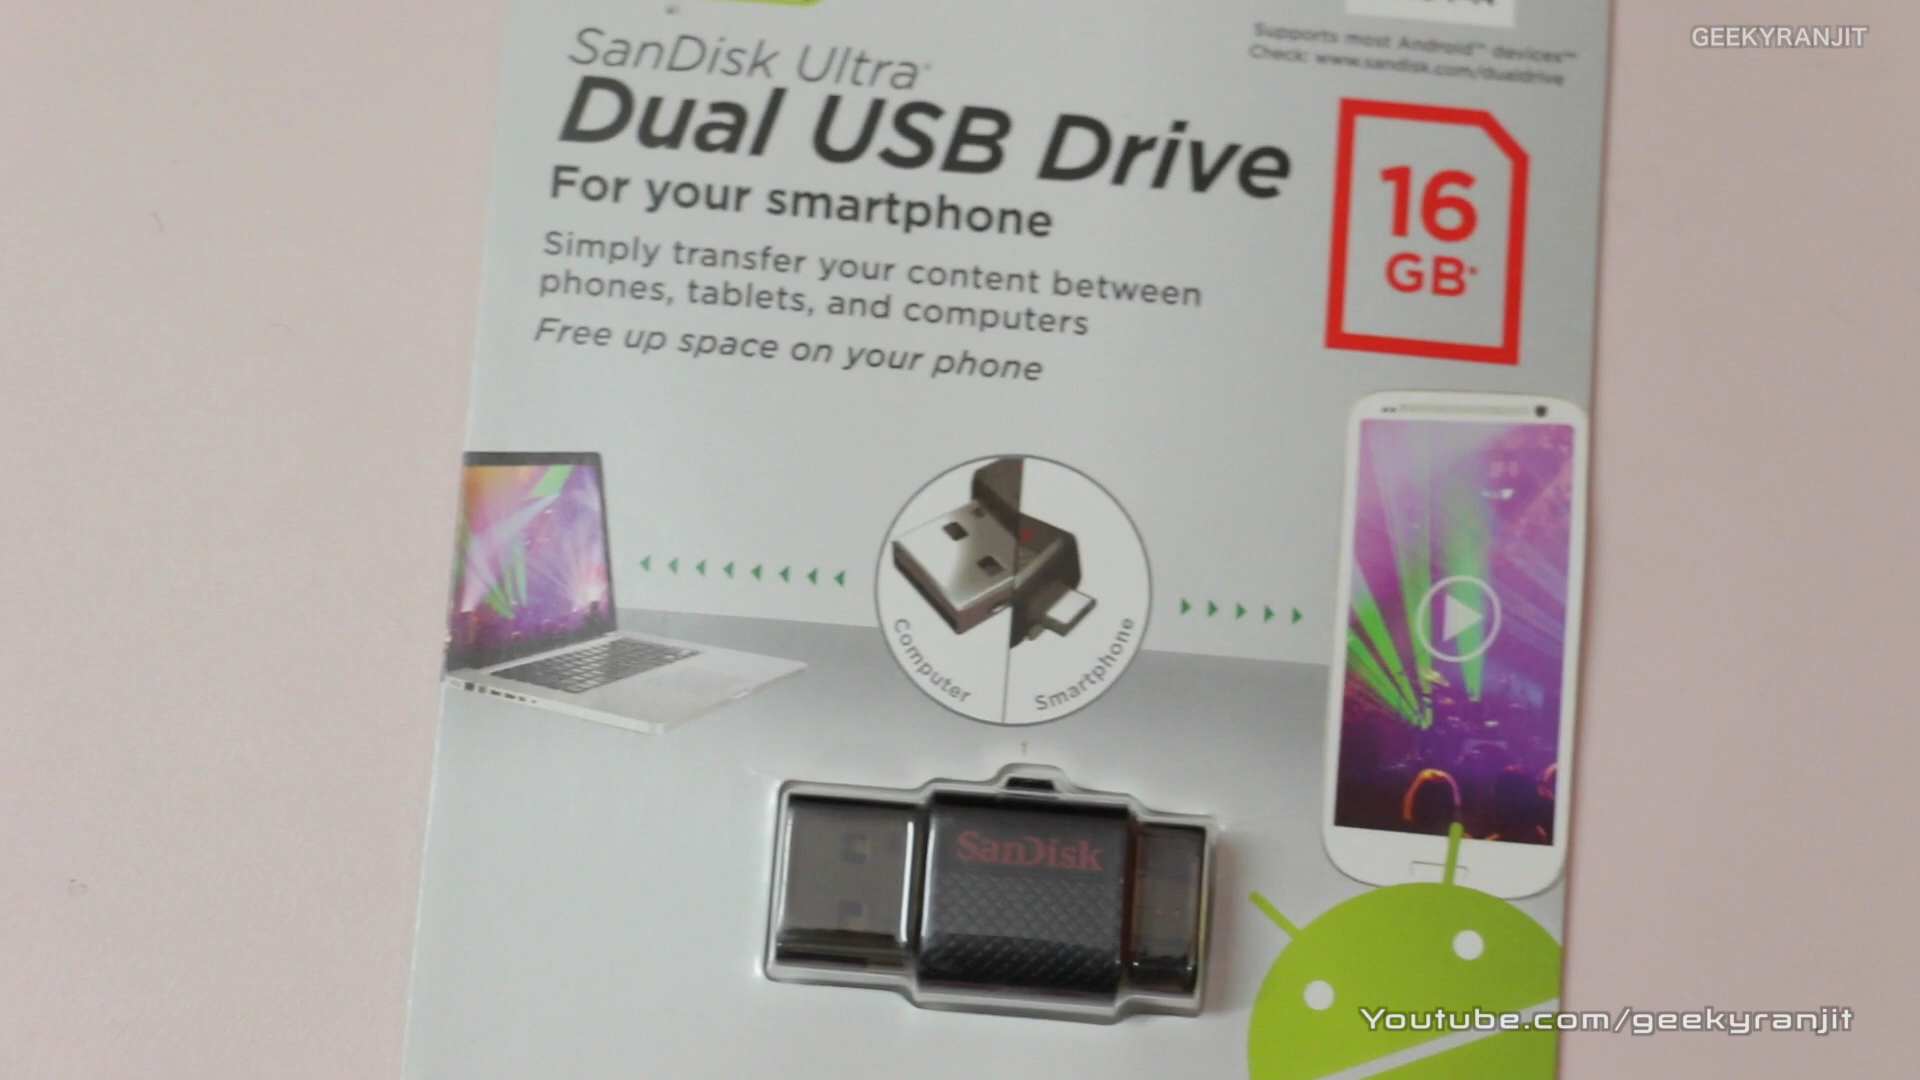 GEEKYRANJIT
Supports most Android™ devices**
Check: www.sandisk.com/dualdrive
SanDisk Ultra®
Dual USB Drive
For your smartphone
Simply transfer your content between
phones, tablets, and computers
Free up space on your phone
16
GB*
Computer
Smartphone
SanDisk
Youtube.com/geekyranjit